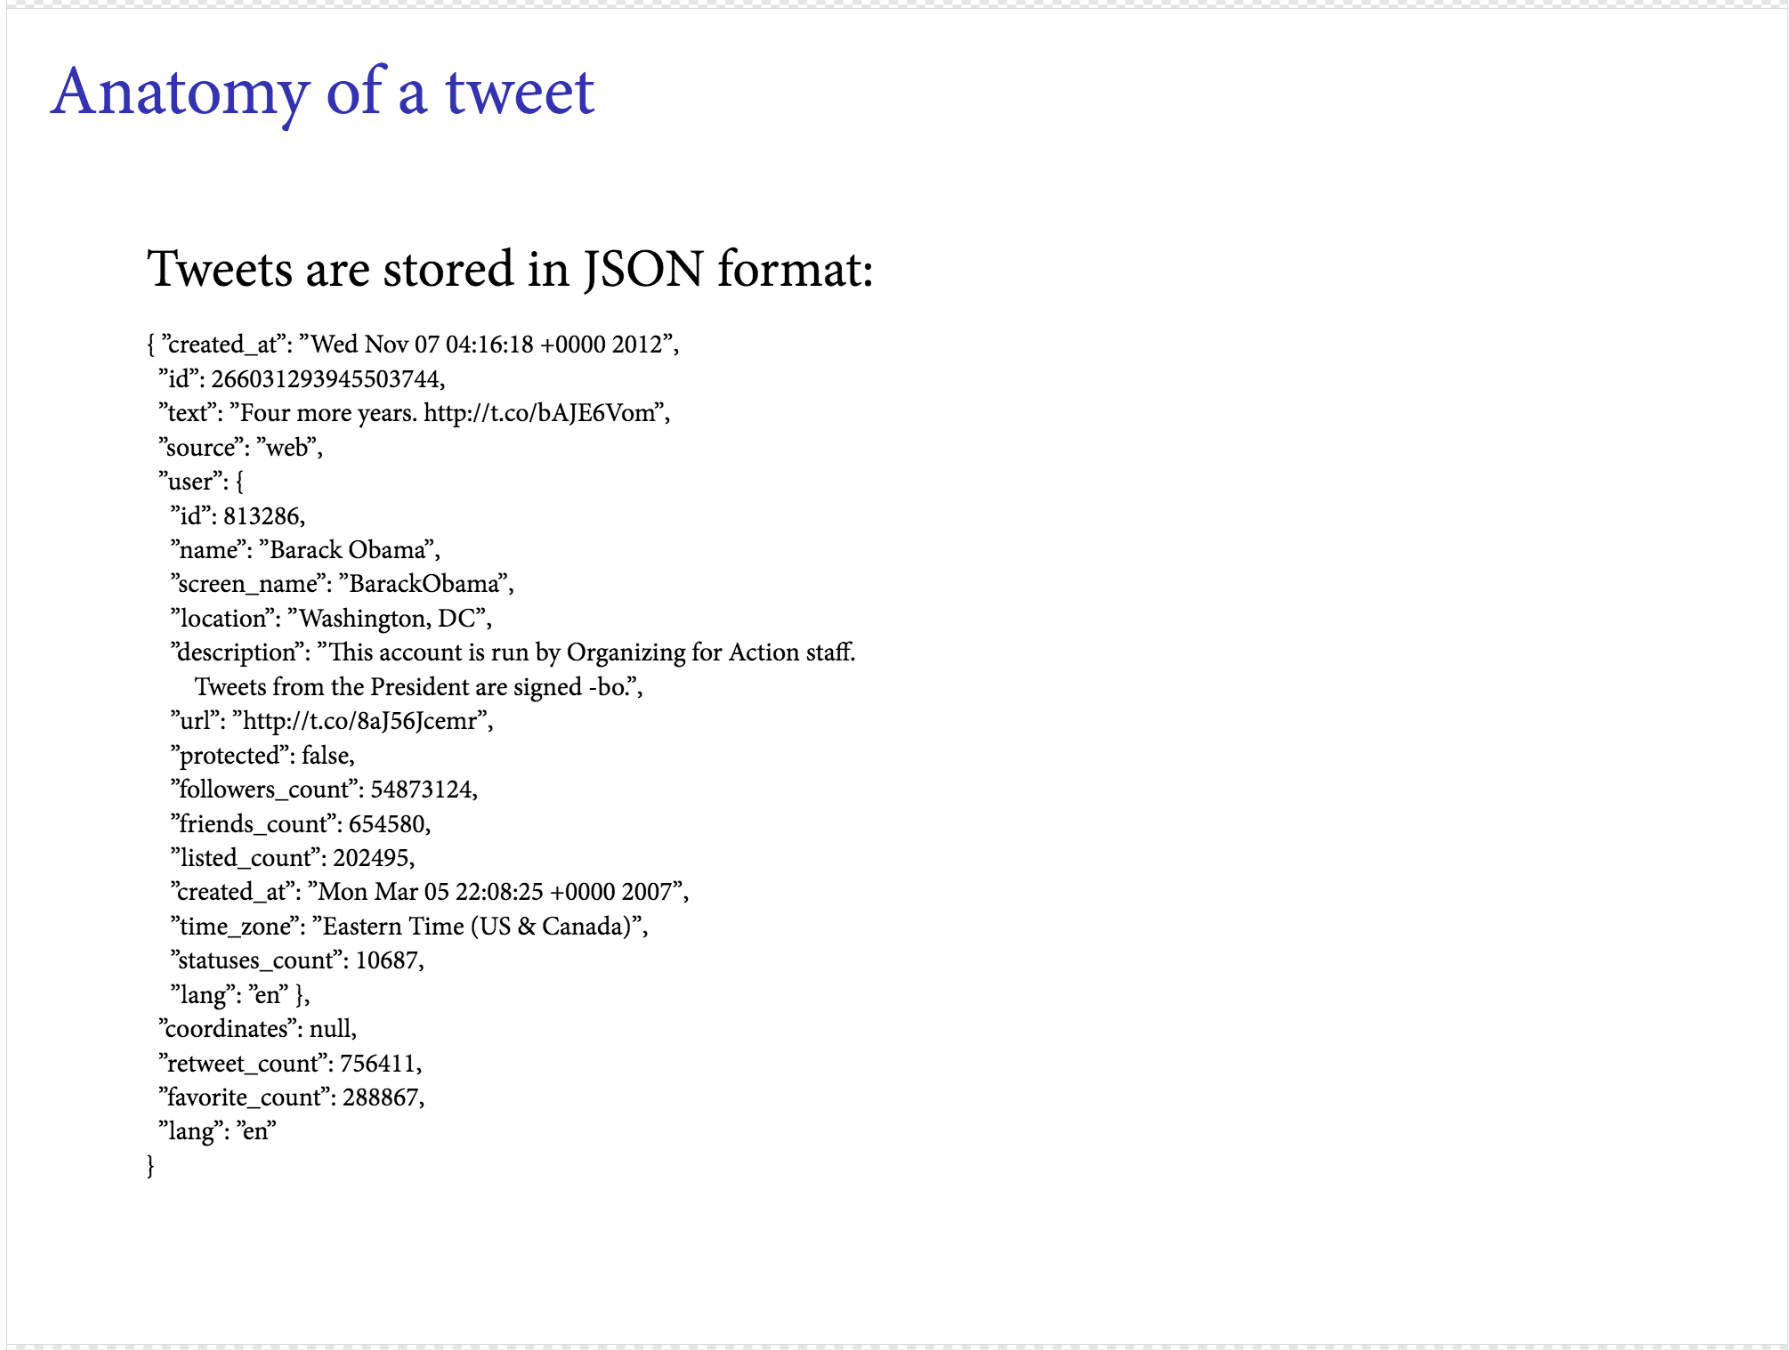 Anatomy of a tweet
Tweets are stored in JSON format:
{ ”created_at”: ”Wed Nov 07 04:16:18 +0000 2012”,
”id”: 266031293945503744,
”text”: ”Four more years. http://t.co/bAJE6Vom”,
”source”: ”web”,
”user”: {
”id”: 813286,
”name”: ”Barack Obama”,
”screen_name”: ”BarackObama”,
”location”: ”Washington, DC”,
”description”: ”This account is run by Organizing for Action staff.
Tweets from the President are signed -bo.”,
”url”: ”http://t.co/8aJ56Jcemr”,
”protected”: false,
”followers_count”: 54873124,
”friends_count”: 654580,
”listed_count”: 202495,
”created_at”: ”Mon Mar 05 22:08:25 +0000 2007”,
”time_zone”: ”Eastern Time (US & Canada)”,
”statuses_count”: 10687,
”lang”: ”en” },
”coordinates”: null,
”retweet_count”: 756411,
”favorite_count”: 288867,
”lang”: ”en”
}